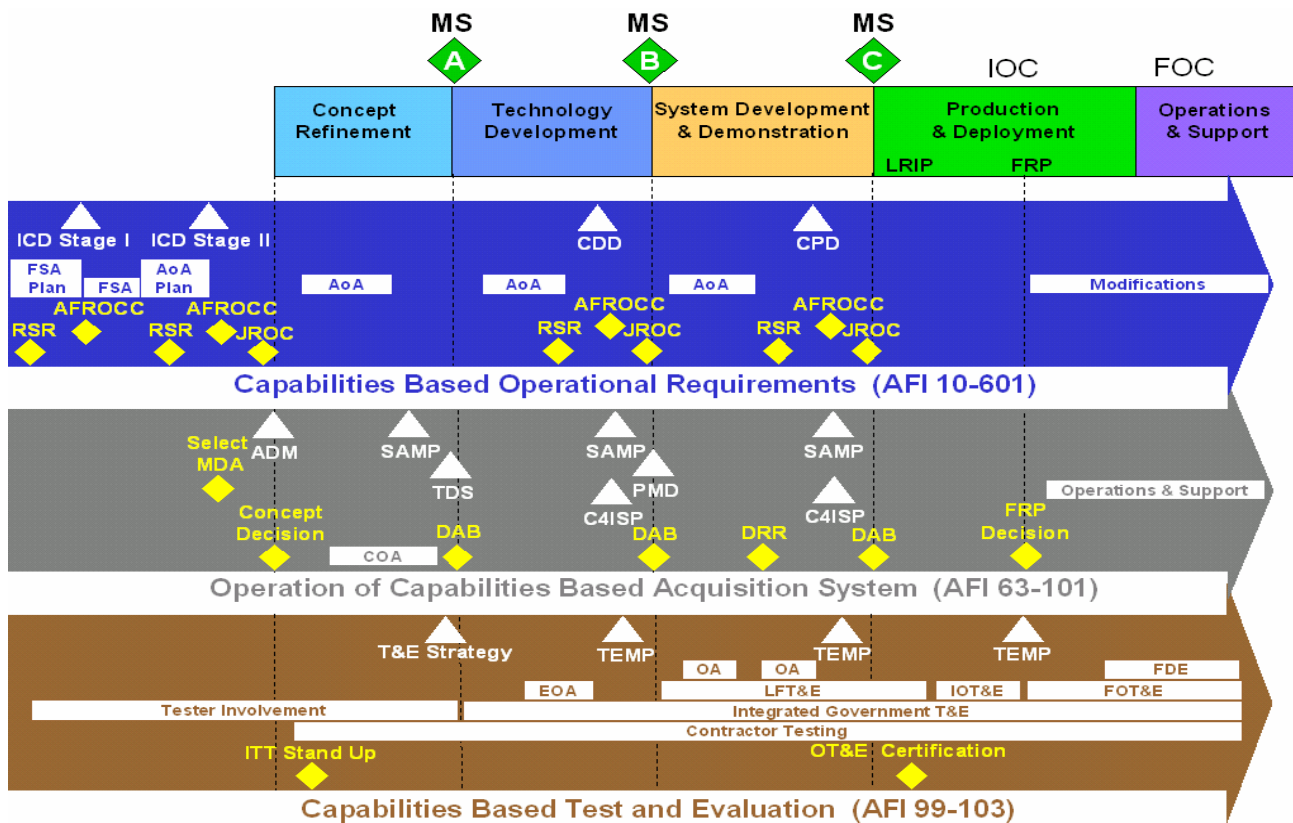 MS MS MS
A B C
IOC FOC
Concept
Refinement
Technology
Development
System Development
& Demonstration
Production
& Deployment
LRIP FRP
Operations
& Support
ICD Stage I ICD Stage II CDD CPD
FSA
Plan
FSA
AoA
Plan
AoA AoA AoA Modifications
AFROCC AFROCC AFROCC AFROCC
RSR RSR JROC RSR JROC RSR JROC
Capabilities Based Operational Requirements (AFI 10-601)
Select
MDA
ADM SAMP SAMP SAMP
TDS PMD
Operations & Support
C4ISP C4ISP
Concept
Decision
COA
DAB DAB DRR DAB
FRP
Decision
Operation of Capabilities Based Acquisition System (AFI 63-101)
T&E Strategy TEMP TEMP TEMP
OA OA FDE
EOA LFT&E IOT&E FOT&E
Tester Involvement Integrated Government T&E
Contractor Testing
ITT Stand Up OT&E Certification
Capabilities Based Test and Evaluation (AFI 99-103)